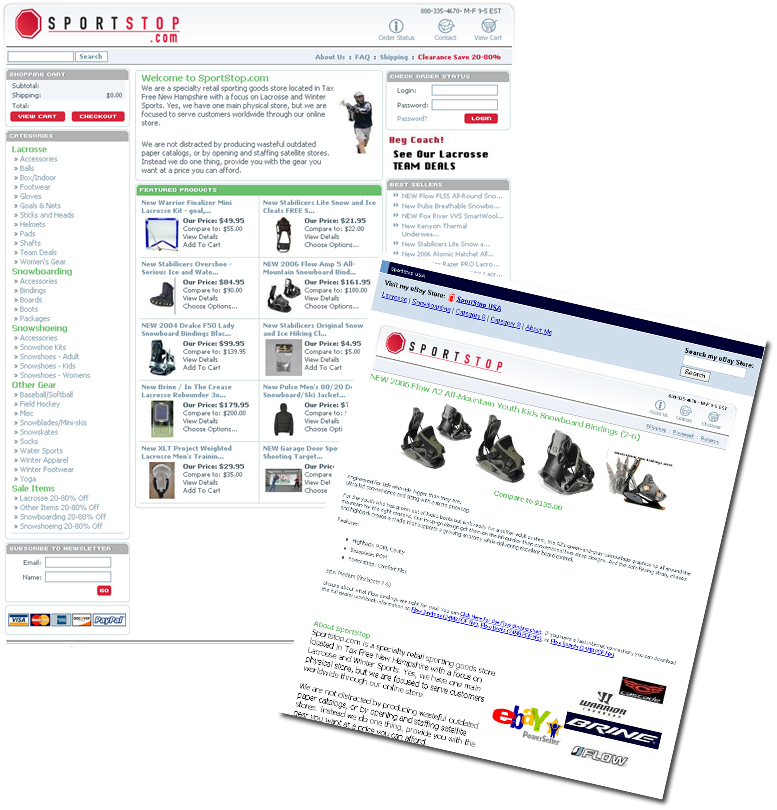 SPORTSTOP
.com
800-335-4670- M-F 9-5 EST
Order Status
Contact
View Cart
Search
About Us : FAQ : Shipping : Clearance Save 20-80%
SHOPPING CART
Subtotal:
Shipping: $0.00
Total:
VIEW CART
CHECKOUT
CATEGORIES
Lacrosse
» Accessories
» Balls
» Box/Indoor
» Footwear
» Gloves
» Goals & Nets
» Sticks and Heads
» Helmets
» Pads
» Shafts
» Team Deals
» Women's Gear
Snowboarding
» Accessories
» Bindings
» Boards
» Boots
» Packages
Snowshoeing
» Accessories
» Snowshoe Kits
» Snowshoes - Adult
» Snowshoes - Kids
» Snowshoes - Womens
Other Gear
» Baseball/Softball
» Field Hockey
» Misc
» Snowblades/Mini-skis
» Snowskates
» Socks
» Water Sports
» Winter Apparel
» Winter Footwear
» Yoga
Sale Items
» Lacrosse 20-80% Off
» Other Items 20-80% Off
» Snowboarding 20-80% Off
» Snowshoeing 20-80% Off
SUBSCRIBE TO NEWSLETTER
Email:
Name:
GO
VISA
MasterCard
DISCOVER
PayPal
Welcome to SportStop.com
We are a specialty retail sporting goods store located in Tax
Free New Hampshire with a focus on Lacrosse and Winter
Sports. Yes, we have one main physical store, but we are
focused to serve customers worldwide through our online
store.
We are not distracted by producing wasteful outdated
paper catalogs, or by opening and staffing satellite stores.
Instead we do one thing, provide you with the gear you
want at a price you can afford.
FEATURED PRODUCTS
New Warrior Finalizer Mini
Lacrosse Kit - goal,...
Our Price: $49.95
Compare to: $55.00
View Details
Add To Cart
New Stabilicers Lite Snow and Ice
Cleats FREE S...
Our Price: $21.95
Compare to: $22.00
View Details
Choose Options...
New Stabilicers Overshoe -
Serious Ice and Wate...
Our Price: $84.95
Compare to: $90.00
View Details
Choose Options...
NEW 2006 Flow Amp 5 All-
Mountain Snowboard Bind...
Our Price: $161.95
Compare to: $180.00
View Details
Choose Options...
NEW 2004 Drake F50 Lady
Snowboard Bindings Blac...
Our Price: $99.95
Compare to: $139.95
View Details
Add To Cart
New Stabilicers Original Snow
and Ice Hiking Cl...
Our Price: $4.95
Compare to: $5.00
View Details
Add To Cart
New Brine / In The Crease
Lacrosse Rebounder 3x...
Our Price: $179.95
Compare to: $200.00
View Details
Choose Options...
New Pulse Men's 80/20 D
Snowboard/Ski Jacket...
Our Price: $7
Compare to:
View Details
Choose Options
New XLT Project Weighted
Lacrosse Men's Trainin...
Our Price: $29.95
Compare to: $35.00
View Details
Add To Cart
NEW Garage Door Spo
Shooting Target...
Our Price
Compare to
View Details
Add To Cart
CHECK ORDER STATUS
Login:
Password:
Password?
LOGIN
Hey Coach!
See Our Lacrosse
TEAM DEALS
BEST SELLERS
NEW Flow FL55 All-Round Sno...
New Pulse Breathable Snowbo...
NEW Fox River VVS SmartWool...
New Kenyon Thermal
Underwea...
New Stabilicers Lite Snow a...
New 2006 Atomic Hatchet All...
Razer PRO Lacro...
sportstop usa
Visit my eBay Store: SportStop USA
Lacrosse | Snowboarding | Category 5 | Category 6 | About Me
Search my eBay Store:
Search
SPORTSTOP
800-335-4670 - M-F 9-5 EST
About Us
Contact
Checkout
Shipping : Payment : Returns
NEW 2006 Flow A2 All-Mountain Youth Kids Snowboard Bindings (2-6)
Compare to $135.00
Features:
About SportStop
Sportstop.com is a specialty retail sporting goods store
located in Tax Free New Hampshire with a focus on
Lacrosse and Winter Sports. Yes, we have one main
physical store, but we are focused to serve customers
worldwide through our online store.
We are not distracted by producing wasteful outdated
paper catalogs, or by opening and staffing satellite
stores. Instead we do one thing, provide you with the
gear you want at a price you can afford.
ebay
PowerSeller
WARRIOR
LACROSSE
cascade
BRINE
FLOW